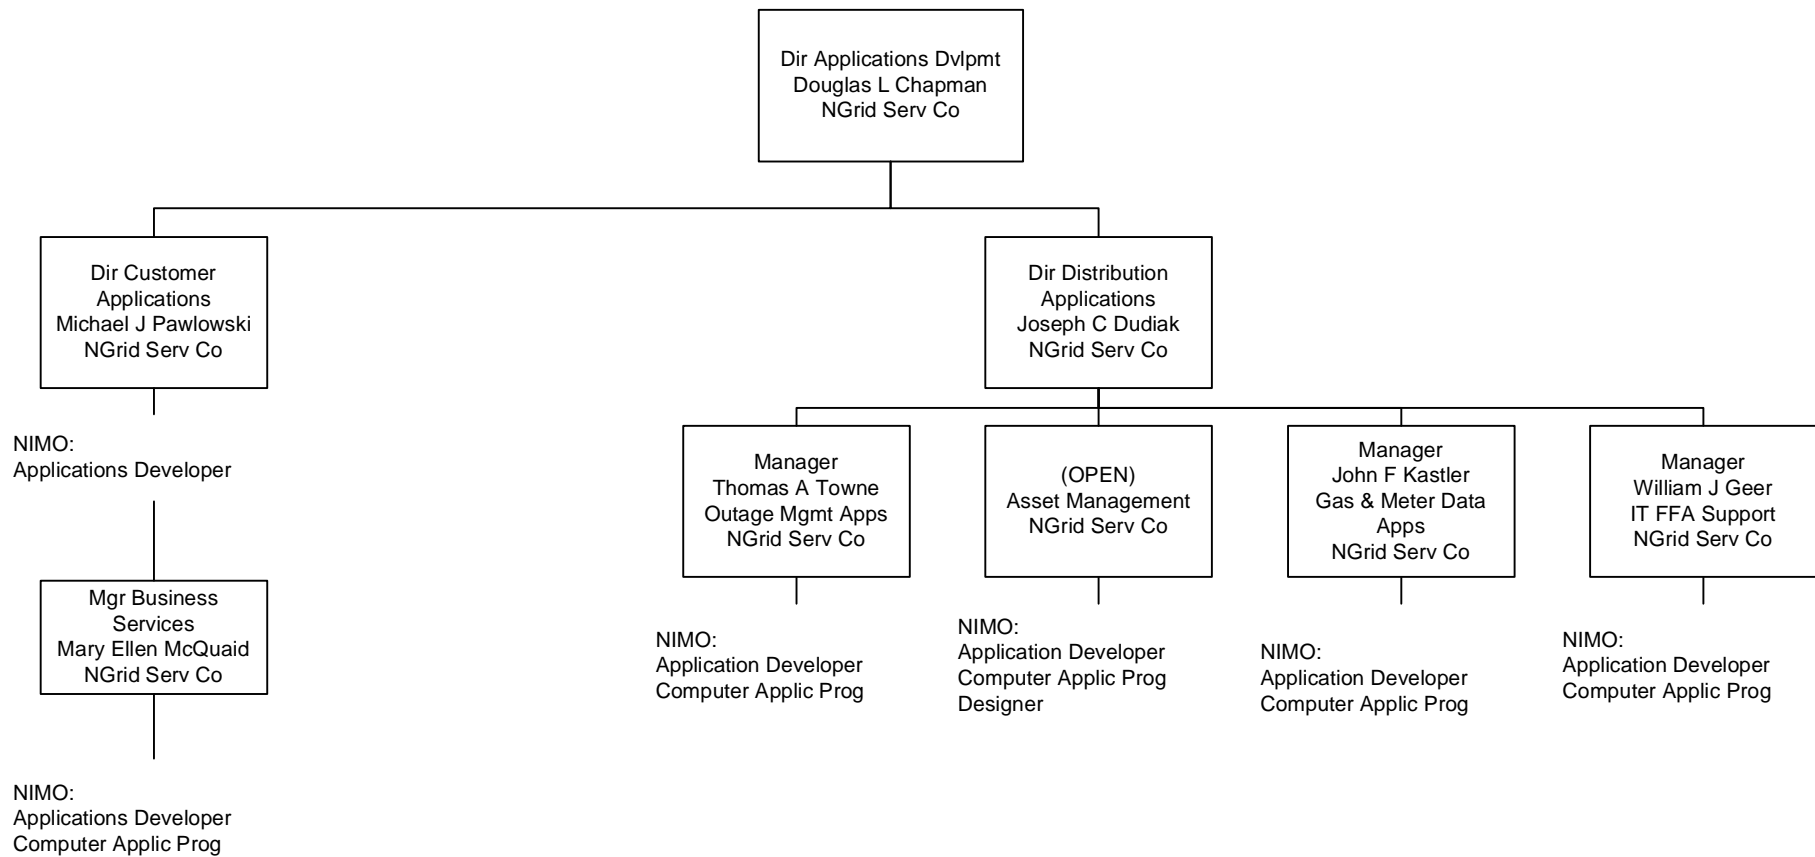 Dir Applications Dvlpmt
Douglas L Chapman
NGrid Serv Co
Dir Customer
Applications
Michael J Pawlowski
NGrid Serv Co
Dir Distribution
Applications
Joseph C Dudiak
NGrid Serv Co
NIMO:
Applications Developer
Manager
Thomas A Towne
Outage Mgmt Apps
NGrid Serv Co
(OPEN)
Asset Management
NGrid Serv Co
Manager
John F Kastler
Gas & Meter Data
Apps
NGrid Serv Co
Manager
William J Geer
IT FFA Support
NGrid Serv Co
Mgr Business
Services
Mary Ellen McQuaid
NGrid Serv Co
NIMO:
Application Developer
Computer Applic Prog
NIMO:
Application Developer
Computer Applic Prog
Designer
NIMO:
Application Developer
Computer Applic Prog
NIMO:
Application Developer
Computer Applic Prog
NIMO:
Applications Developer
Computer Applic Prog